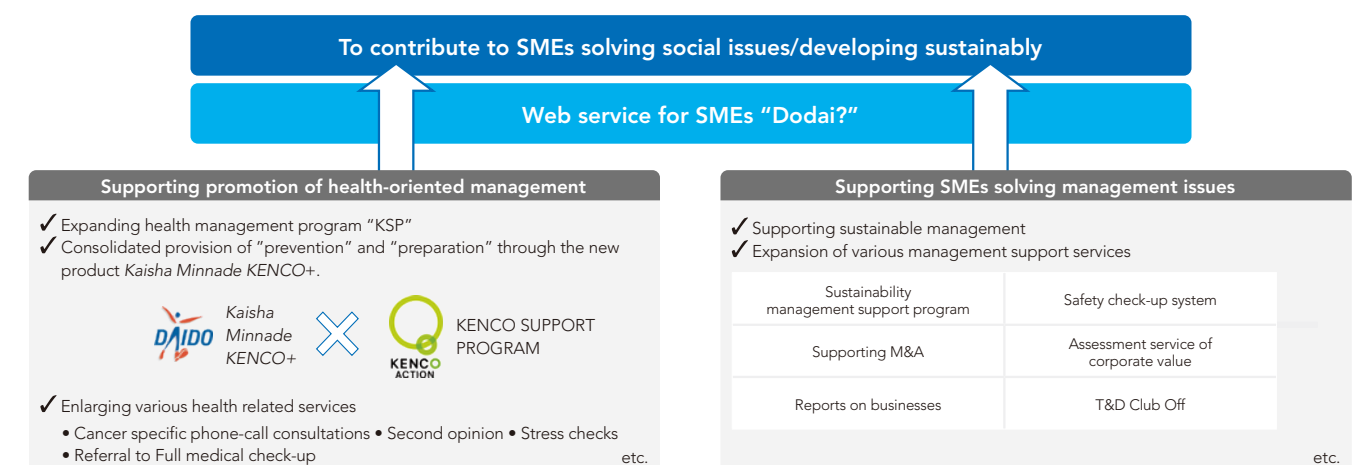 To contribute to SMEs solving social issues/developing sustainably
Web service for SMEs “Dodai?”
Supporting promotion of health-oriented management
✓ Expanding health management program “KSP”
✓ Consolidated provision of “prevention” and “preparation” through the new
product Kaisha Minnade KENCO+.
DAIDO
Kaisha
Minnade
KENCO+
KENCO
ACTION
KENCO SUPPORT
PROGRAM
✓ Enlarging various health related services
• Cancer specific phone-call consultations • Second opinion • Stress checks
• Referral to Full medical check-up
etc.
Supporting SMEs solving management issues
✓ Supporting sustainable management
✓ Expansion of various management support services
Sustainability
management support program
Safety check-up system
Supporting M&A
Assessment service of
corporate value
Reports on businesses
T&D Club Off
etc.